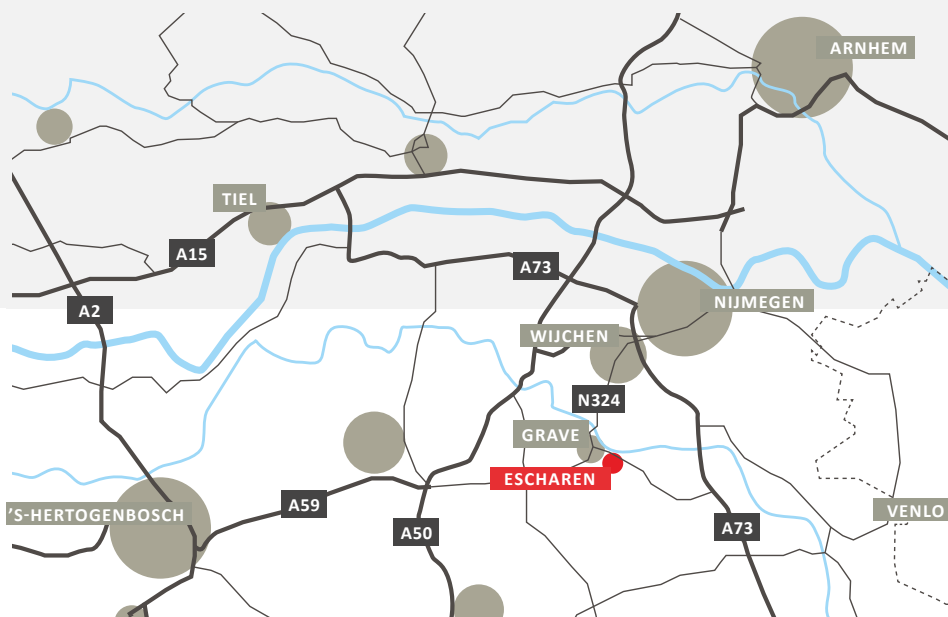 ARNHEM
TIEL
A15
A73
A2
NIJMEGEN
WIJCHEN
N324
GRAVE
ESCHAREN
A59
'S-HERTOGENBOSCH
VENLO
A50
A73